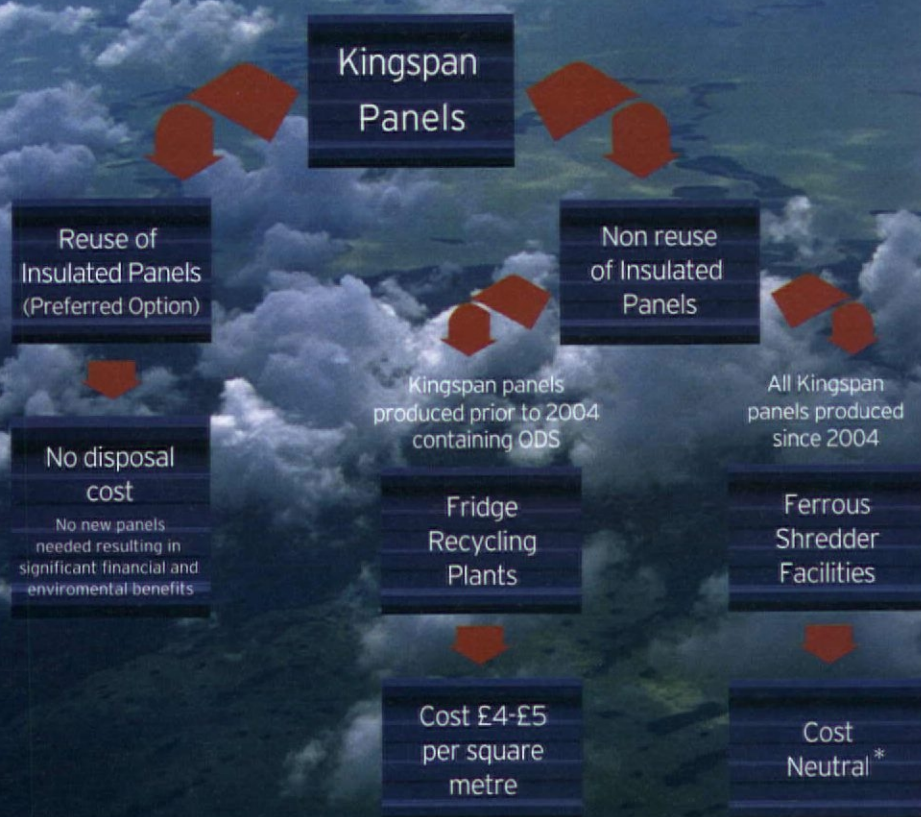 Kingspan
Panels
Reuse of
Insulated Panels
(Preferred Option)
No disposal
cost
No new panels
needed resulting in
significant financial and
enviromental benefits
Non reuse
of Insulated
Panels
Kingspan panels
produced prior to 2004
containing ODS
Fridge
Recycling
Plants
Cost £4-£5
per square
metre
All Kingspan
panels produced
since 2004
Ferrous
Shredder
Facilities
Cost
Neutral*